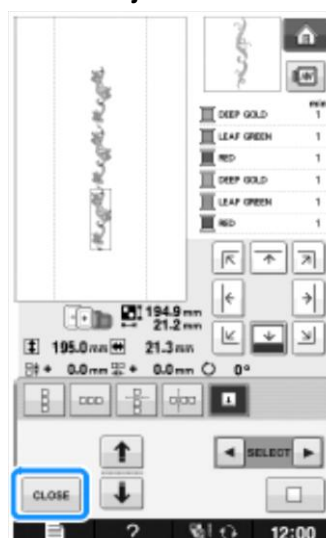 min
DEEP GOLD 1
LEAF GREEN 1
RED 1
DEEP GOLD 1
LEAF GREEN 1
RED 1
194.9 mm
21.2 mm
195.0 mm 21.3 mm
0.0 mm 0.0 mm 0°
SELECT
CLOSE
? 12:00